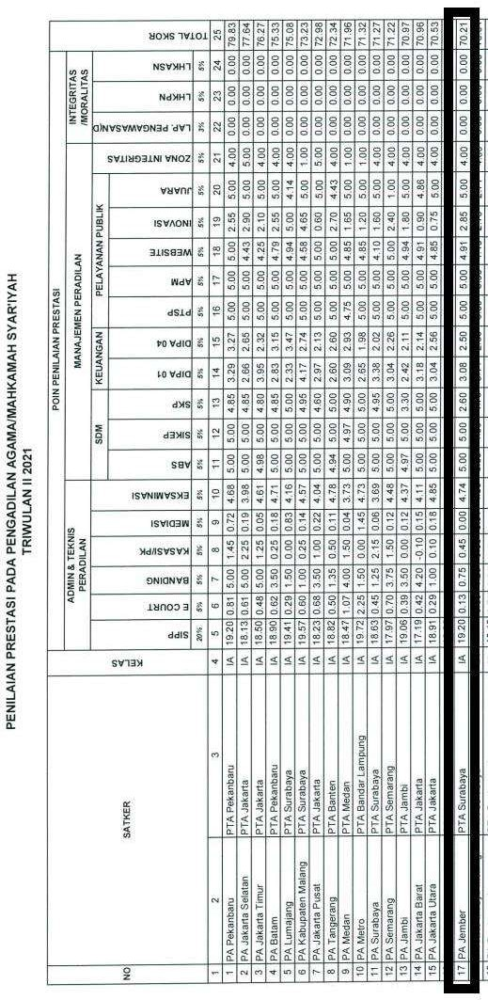 PENILAIAN PRESTASI PADA PENGADILAN AGAMA/MAHKAMAH SYAR'IYAH
TRIWULAN II 2021
NO SATKER KELAS POIN PENILAIAN PRESTASI TOTAL SKOR
ADMIN & TEKNIS PERADILAN MANAJEMEN PERADILAN INTEGRITAS /MORALITAS
SDM KEUANGAN PELAYANAN PUBLIK
SIPP E COURT BANDING KASASI/PK MEDIASI EKSAMINASI ABS SIKEP SKP DIPA 01 DIPA 04 PTSP APM WEBSITE INOVASI JUARA ZONA INTEGRITAS LAP. PENGAWASAN(D LHKPN LHKASN
20% 5% 5% 5% 5% 5% 5% 5% 5% 5% 5% 5% 5% 5% 5% 5% 5% 3% 5% 5%
1 2 3 4 5 6 7 8 9 10 11 12 13 14 15 16 17 18 19 20 21 22 23 24 25
1 PA Pekanbaru PTA Pekanbaru IA 19.20 0.81 5.00 1.45 0.72 4.68 5.00 5.00 4.85 3.29 3.27 5.00 5.00 5.00 2.55 5.00 4.00 0.00 0.00 0.00 79.83
2 PA Jakarta Selatan PTA Jakarta IA 18.13 0.61 5.00 2.25 0.19 3.98 5.00 5.00 4.85 2.66 2.65 5.00 5.00 4.43 2.90 5.00 5.00 0.00 0.00 0.00 77.64
3 PA Jakarta Timur PTA Jakarta IA 18.50 0.48 5.00 1.25 0.05 4.61 4.98 5.00 4.80 3.95 2.32 5.00 5.00 4.25 2.10 5.00 4.00 0.00 0.00 0.00 76.27
4 PA Batam PTA Pekanbaru IA 18.90 0.62 3.50 0.25 0.18 4.71 5.00 5.00 4.85 2.83 3.15 5.00 5.00 4.79 2.55 5.00 4.00 0.00 0.00 0.00 75.33
5 PA Lumajang PTA Surabaya IA 19.41 0.29 1.50 0.00 0.83 4.16 5.00 5.00 5.00 2.33 3.47 5.00 5.00 4.94 5.00 4.14 4.00 0.00 0.00 0.00 75.08
6 PA Kabupaten Malang PTA Surabaya IA 19.57 0.60 1.00 0.25 0.14 4.57 5.00 5.00 4.95 4.17 2.74 5.00 5.00 4.58 4.65 5.00 1.00 0.00 0.00 0.00 73.23
7 PA Jakarta Pusat PTA Jakarta IA 18.23 0.68 3.50 1.00 0.22 4.04 5.00 5.00 4.60 2.97 2.13 5.00 5.00 5.00 0.60 5.00 5.00 0.00 0.00 0.00 72.98
8 PA Tangerang PTA Banten IA 18.82 0.50 1.35 0.50 0.11 4.78 4.94 5.00 5.00 2.60 2.60 5.00 5.00 5.00 2.70 4.43 4.00 0.00 0.00 0.00 72.34
9 PA Medan PTA Medan IA 18.47 1.07 4.00 1.50 0.04 3.73 5.00 4.97 4.90 3.09 2.93 4.75 5.00 4.85 1.65 5.00 1.00 0.00 0.00 0.00 71.96
10 PA Metro PTA Bandar Lampung IA 19.72 2.25 1.50 0.00 1.45 4.73 5.00 5.00 5.00 2.65 1.98 5.00 5.00 4.85 1.20 5.00 1.00 0.00 0.00 0.00 71.32
11 PA Surabaya PTA Surabaya IA 18.63 0.45 1.25 2.15 0.06 3.69 5.00 5.00 4.95 3.38 2.02 5.00 5.00 4.10 1.60 5.00 4.00 0.00 0.00 0.00 71.27
12 PA Semarang PTA Semarang IA 17.97 0.70 3.75 1.50 0.12 4.48 5.00 5.00 5.00 3.04 2.26 5.00 5.00 5.00 2.40 1.00 4.00 0.00 0.00 0.00 71.22
13 PA Jambi PTA Jambi IA 19.06 0.39 3.50 0.00 0.12 4.37 4.97 5.00 3.30 2.42 2.11 5.00 5.00 4.94 1.80 5.00 4.00 0.00 0.00 0.00 70.97
14 PA Jakarta Barat PTA Jakarta IA 17.19 0.42 4.20 -0.10 0.15 4.11 5.00 5.00 5.00 3.18 2.14 5.00 5.00 4.91 0.90 4.86 4.00 0.00 0.00 0.00 70.96
15 PA Jakarta Utara PTA Jakarta IA 18.91 0.29 1.00 0.10 0.18 4.85 5.00 5.00 5.00 3.04 2.56 5.00 5.00 4.85 0.75 5.00 4.00 0.00 0.00 0.00 70.53
17 PA Jember PTA Surabaya IA 19.20 0.13 0.75 0.45 0.00 4.74 5.00 5.00 2.60 3.08 2.50 5.00 5.00 4.91 2.85 5.00 4.00 0.00 0.00 0.00 70.21